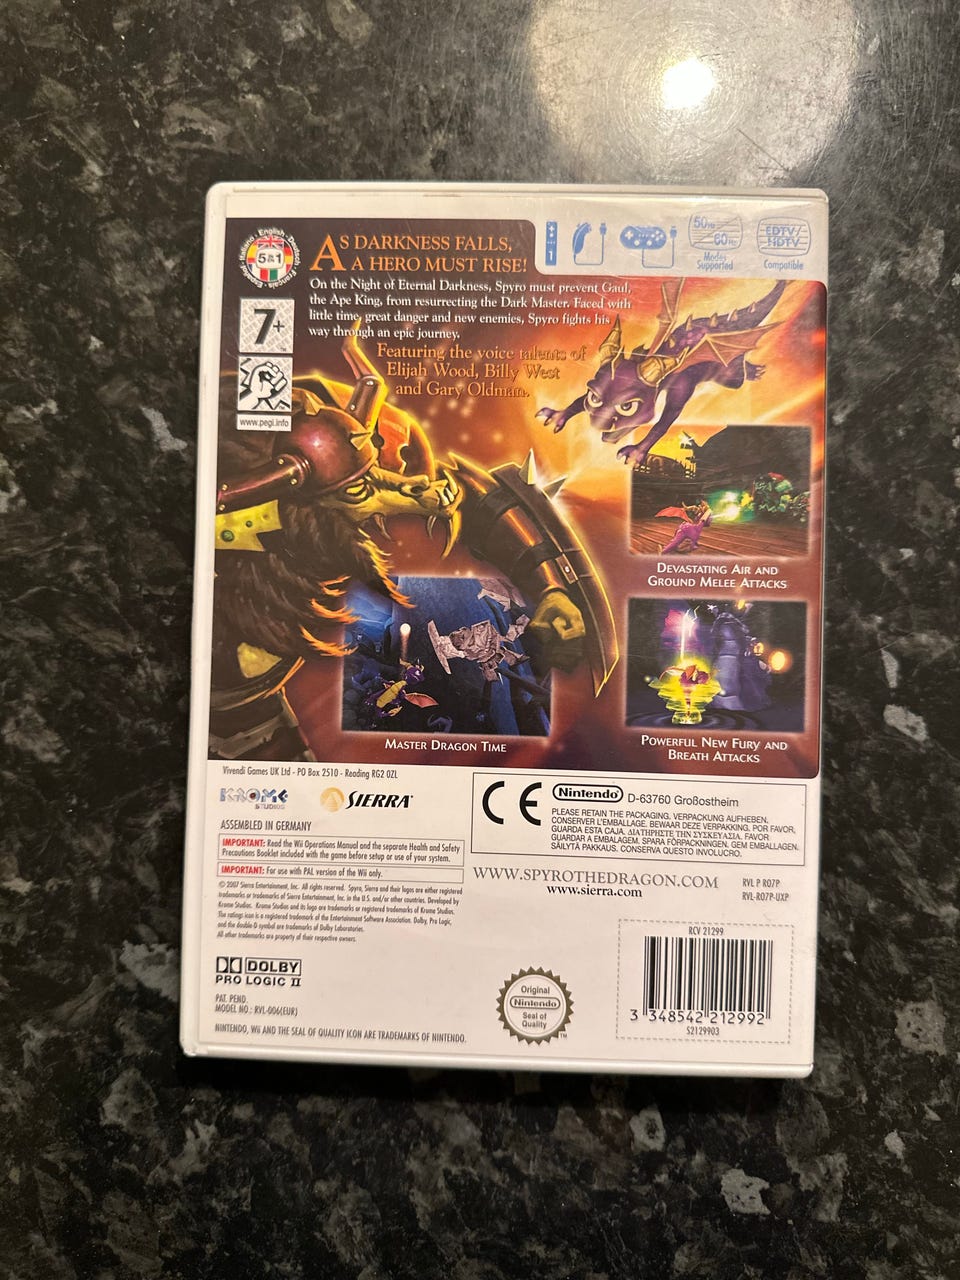 Español · Italiano · English · Deutsch · Français
5 in 1
7+
www.pegi.info
AS DARKNESS FALLS,
A HERO MUST RISE!
On the Night of Eternal Darkness, Spyro must prevent Gaul,
the Ape King, from resurrecting the Dark Master. Faced with
little time, great danger and new enemies, Spyro fights his
way through an epic journey.
Featuring the voice talents of
Elijah Wood, Billy West
and Gary Oldman.
1
50Hz
60Hz
Modes
Supported
EDTV/
HDTV
Compatible
DEVASTATING AIR AND
GROUND MELEE ATTACKS
MASTER DRAGON TIME
POWERFUL NEW FURY AND
BREATH ATTACKS
Vivendi Games UK Ltd - PO Box 2510 - Reading RG2 0ZL
KROME
STUDIOS
SIERRA
ASSEMBLED IN GERMANY
IMPORTANT: Read the Wii Operations Manual and the separate Health and Safety
Precautions Booklet included with the game before setup or use of your system.
IMPORTANT: For use with PAL version of the Wii only.
© 2007 Sierra Entertainment, Inc. All rights reserved. Spyro, Sierra and their logos are either registered
trademarks or trademarks of Sierra Entertainment, Inc. in the U.S. and/or other countries. Developed by
Krome Studios. Krome Studios and its logo are trademarks or registered trademarks of Krome Studios.
The ratings icon is a registered trademark of the Entertainment Software Association. Dolby, Pro Logic,
and the double-D symbol are trademarks of Dolby Laboratories.
All other trademarks are property of their respective owners.
DOLBY
PRO LOGIC II
PAT. PEND.
MODEL NO.: RVL-006(EUR)
NINTENDO, Wii AND THE SEAL OF QUALITY ICON ARE TRADEMARKS OF NINTENDO.
CE
Nintendo D-63760 Großostheim
PLEASE RETAIN THE PACKAGING. VERPACKUNG AUFHEBEN.
CONSERVER L'EMBALLAGE. BEWAAR DEZE VERPAKKING. POR FAVOR,
GUARDA ESTA CAJA. ΔΙΑΤΗΡΗΣΤΕ ΤΗΝ ΣΥΣΚΕΥΑΣΙΑ. FAVOR
GUARDAR A EMBALAGEM. SPARA FÖRPACKNINGEN. GEM EMBALLAGEN.
SÄILYTÄ PAKKAUS. CONSERVA QUESTO INVOLUCRO.
WWW.SPYROTHEDRAGON.COM
www.sierra.com
RVL P R07P
RVL-R07P-UXP
Original
Nintendo
Seal of
Quality
TM
RCV 21299
3 348542 212992
S2129903